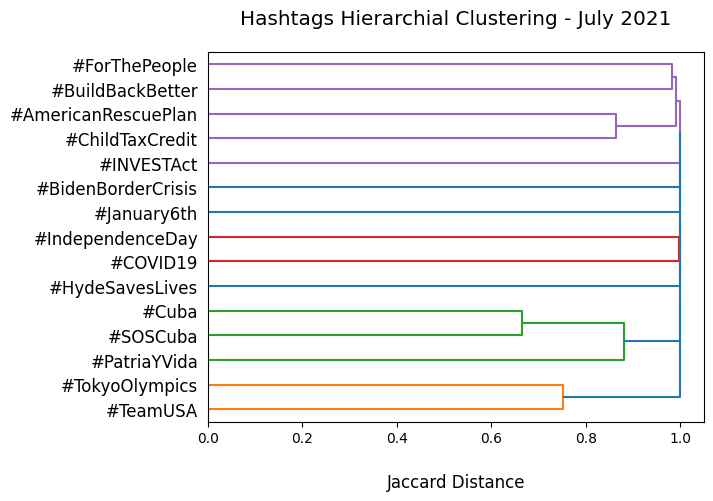 Hashtags Hierarchial Clustering - July 2021
#ForThePeople
#BuildBackBetter
#AmericanRescuePlan
#ChildTaxCredit
#INVESTAct
#BidenBorderCrisis
#January6th
#IndependenceDay
#COVID19
#HydeSavesLives
#Cuba
#SOSCuba
#PatriaYVida
#TokyoOlympics
#TeamUSA
0.0 0.2 0.4 0.6 0.8 1.0
Jaccard Distance